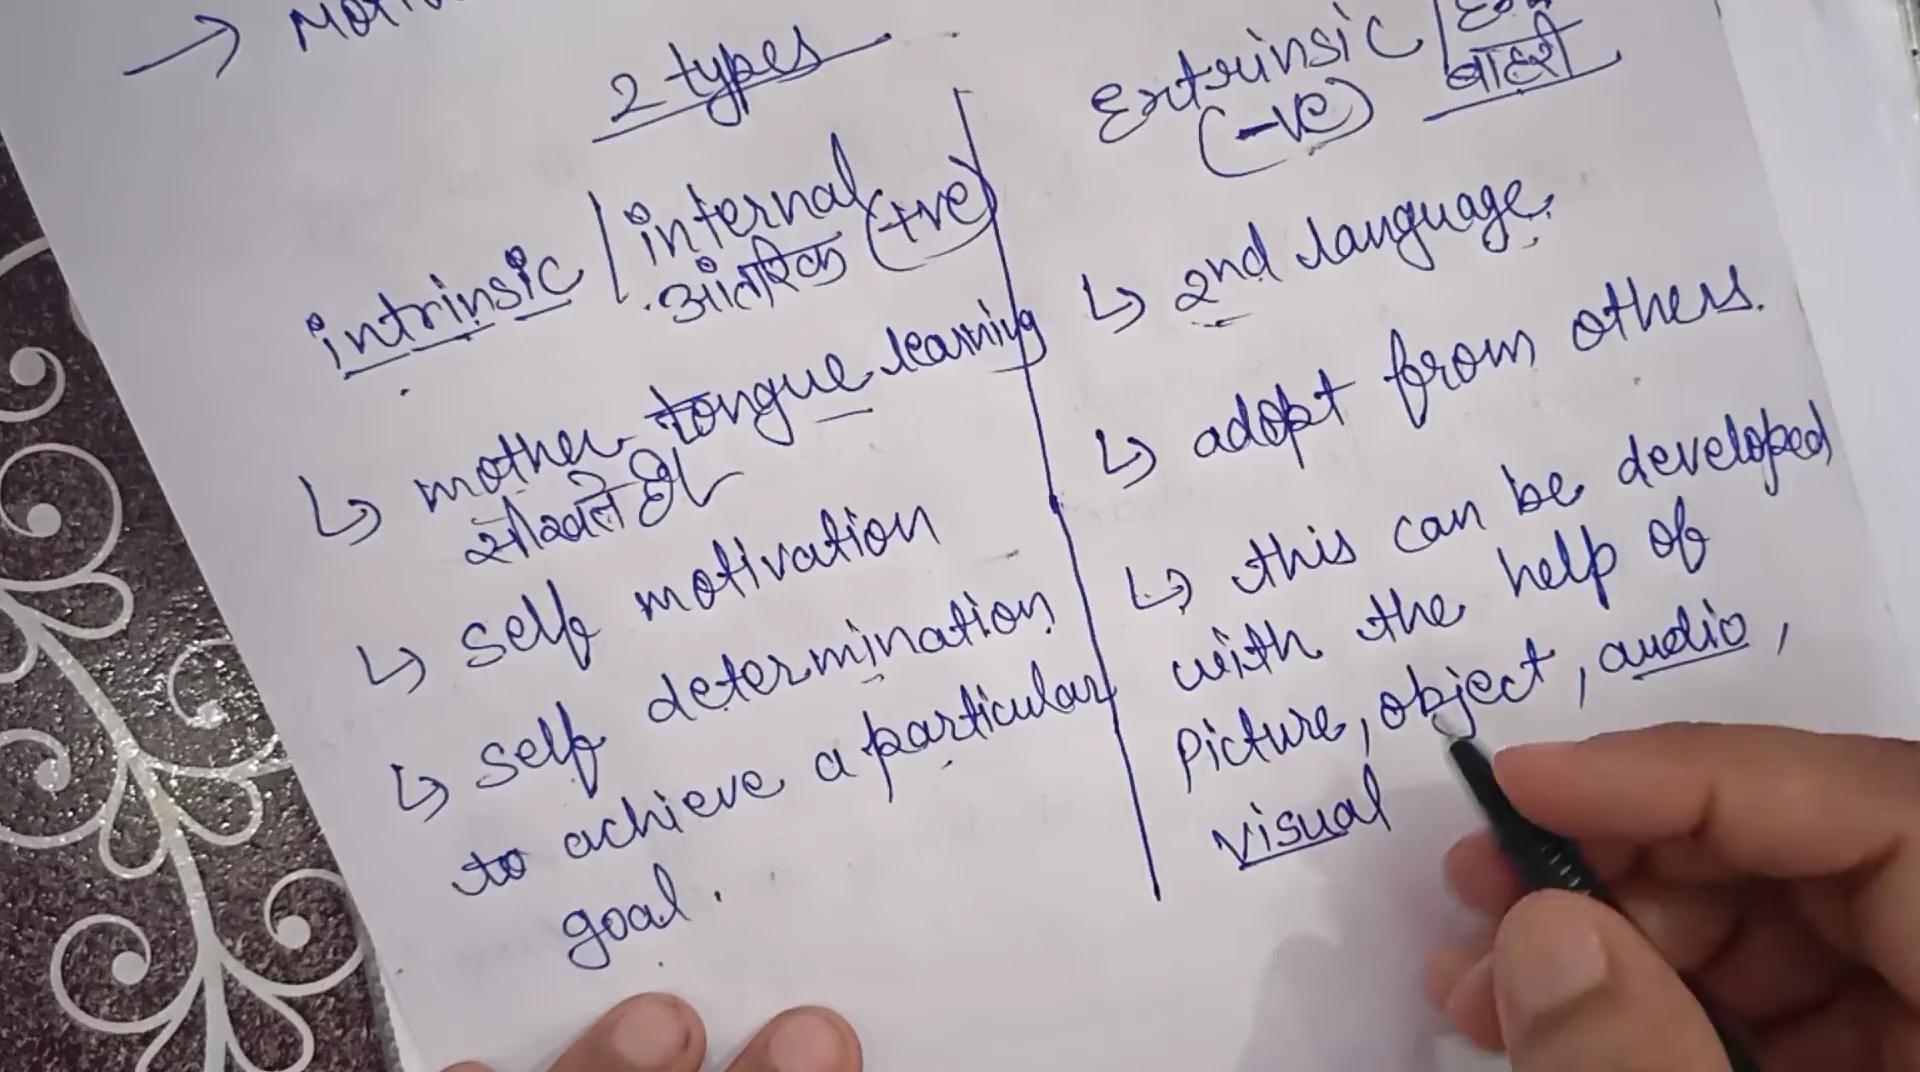 →
2 types
intrinsic | internal (+ve)
आंतरिक
↳ mother tongue learning
सीखते है
↳ self motivation
↳ self determination
to achieve a particular
goal.
Extrinsic |
(-ve) बाहरी
↳ 2nd language.
↳ adopt from others.
↳ this can be developed
with the help of
Picture, object, audio,
visual